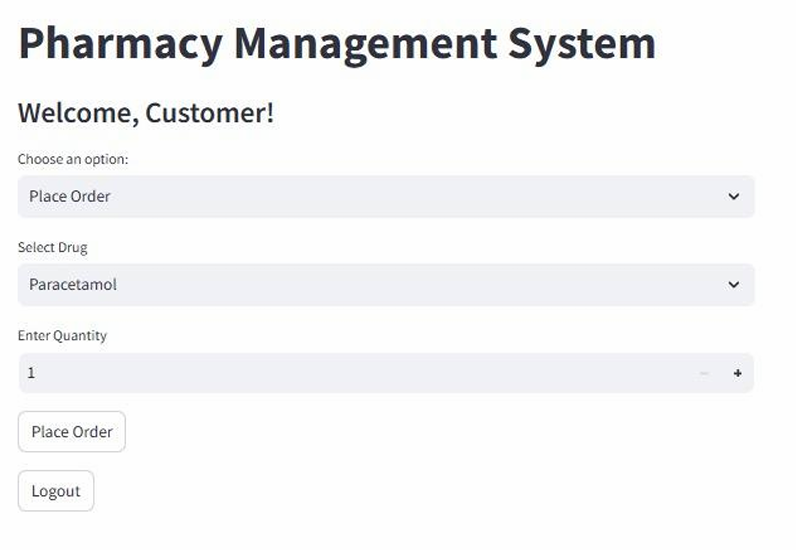 Pharmacy Management System
Welcome, Customer!
Choose an option:
Place Order
Select Drug
Paracetamol
Enter Quantity
1 − +
Place Order
Logout